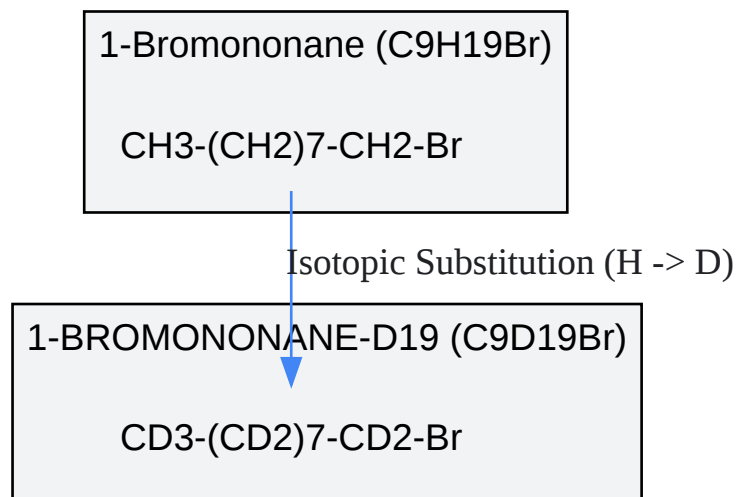 1-Bromononane (C9H19Br)
CH3-(CH2)7-CH2-Br
Isotopic Substitution (H -> D)
1-BROMONONANE-D19 (C9D19Br)
CD3-(CD2)7-CD2-Br